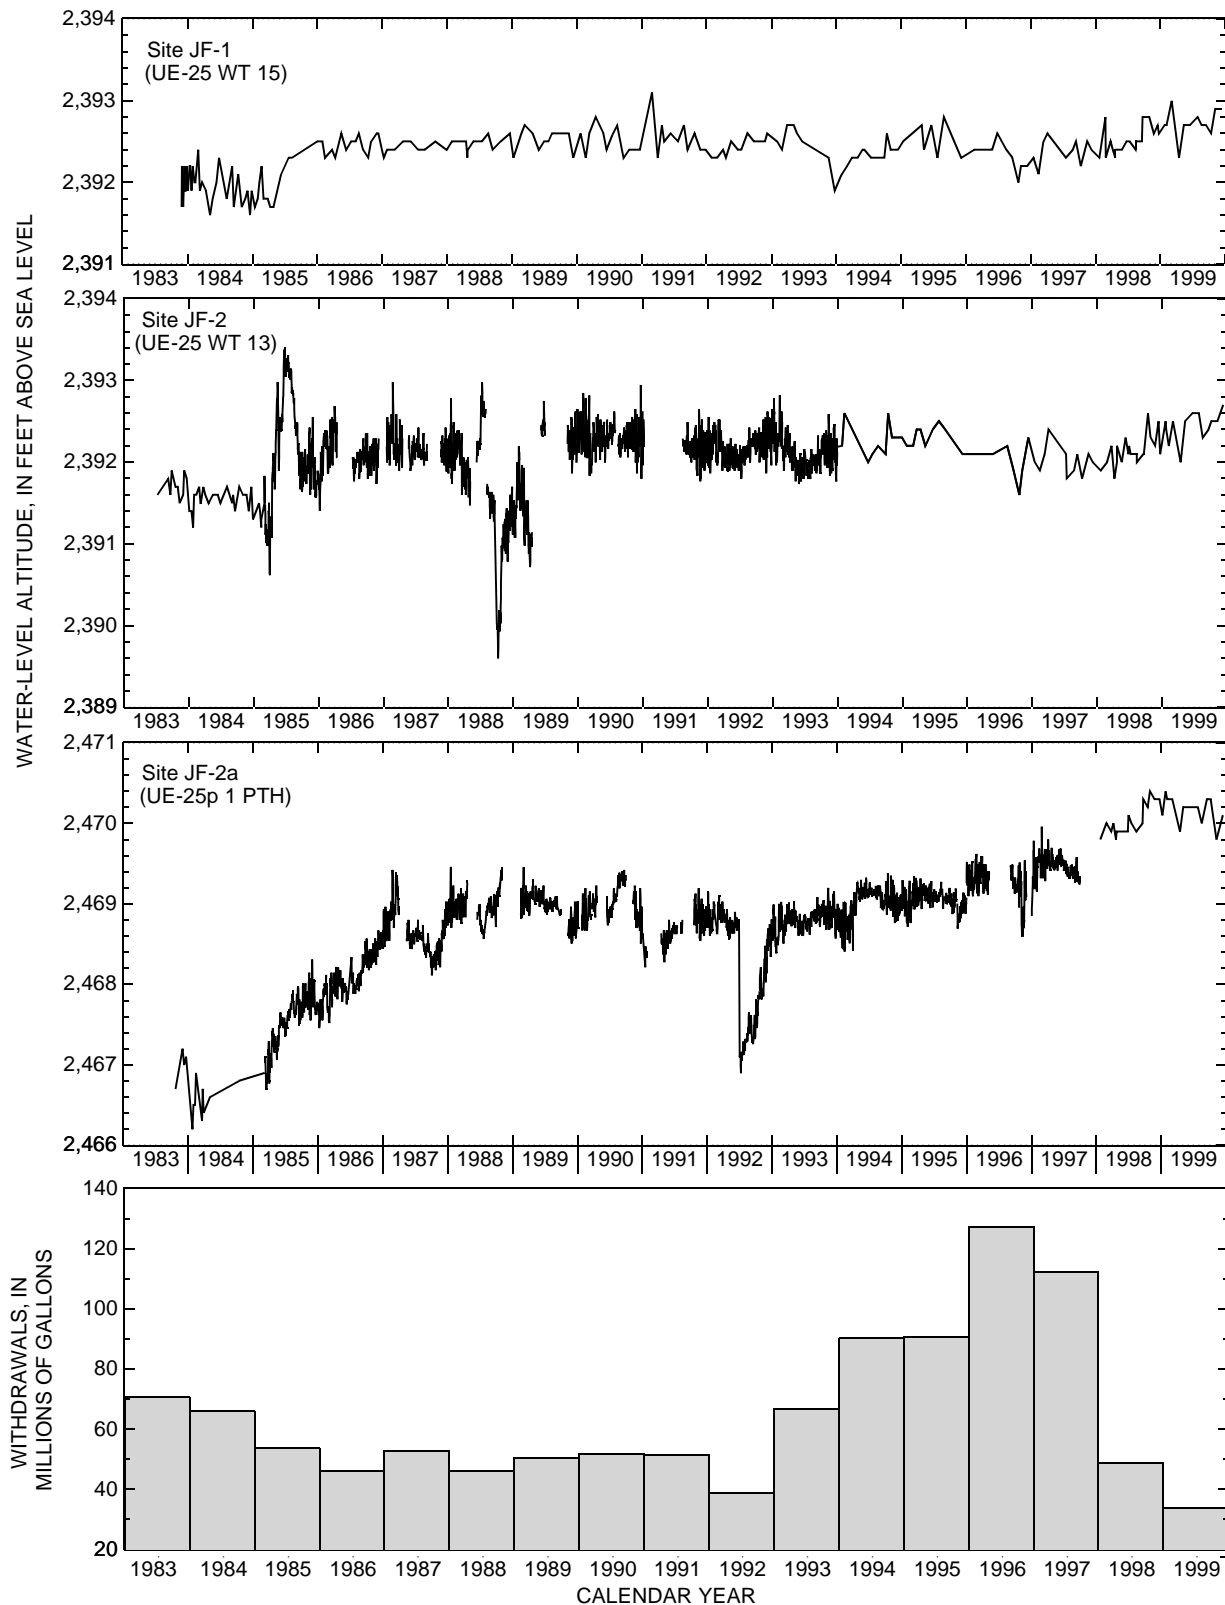 WATER-LEVEL ALTITUDE, IN FEET ABOVE SEA LEVEL
2,394
2,393
2,392
2,391
Site JF-1
(UE-25 WT 15)
1983 1984 1985 1986 1987 1988 1989 1990 1991 1992 1993 1994 1995 1996 1997 1998 1999
2,394
2,393
2,392
2,391
2,390
2,389
Site JF-2
(UE-25 WT 13)
1983 1984 1985 1986 1987 1988 1989 1990 1991 1992 1993 1994 1995 1996 1997 1998 1999
2,471
2,470
2,469
2,468
2,467
2,466
Site JF-2a
(UE-25p 1 PTH)
1983 1984 1985 1986 1987 1988 1989 1990 1991 1992 1993 1994 1995 1996 1997 1998 1999
WITHDRAWALS, IN
MILLIONS OF GALLONS
140
120
100
80
60
40
20
1983 1984 1985 1986 1987 1988 1989 1990 1991 1992 1993 1994 1995 1996 1997 1998 1999
CALENDAR YEAR